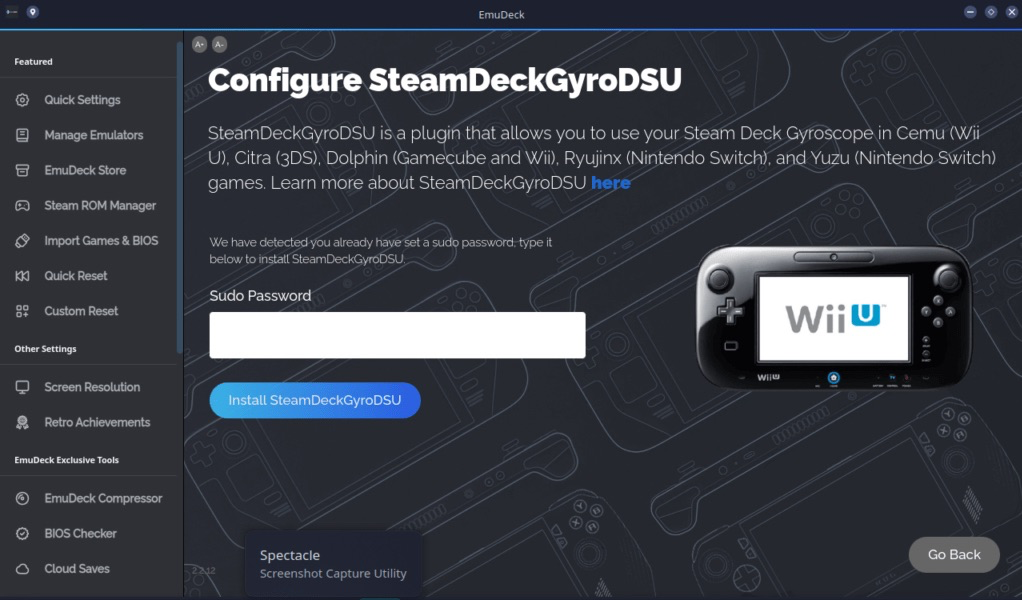 EmuDeck
Featured
Quick Settings
Manage Emulators
EmuDeck Store
Steam ROM Manager
Import Games & BIOS
Quick Reset
Custom Reset
Other Settings
Screen Resolution
Retro Achievements
EmuDeck Exclusive Tools
EmuDeck Compressor
BIOS Checker
Cloud Saves
A+ A-
Configure SteamDeckGyroDSU
SteamDeckGyroDSU is a plugin that allows you to use your Steam Deck Gyroscope in Cemu (Wii
U), Citra (3DS), Dolphin (Gamecube and Wii), Ryujinx (Nintendo Switch), and Yuzu (Nintendo Switch)
games. Learn more about SteamDeckGyroDSU here
We have detected you already have set a sudo password, type it
below to install SteamDeckGyroDSU.
Sudo Password
Install SteamDeckGyroDSU
Wii U
Wii U
2.2.12
Spectacle
Screenshot Capture Utility
Go Back